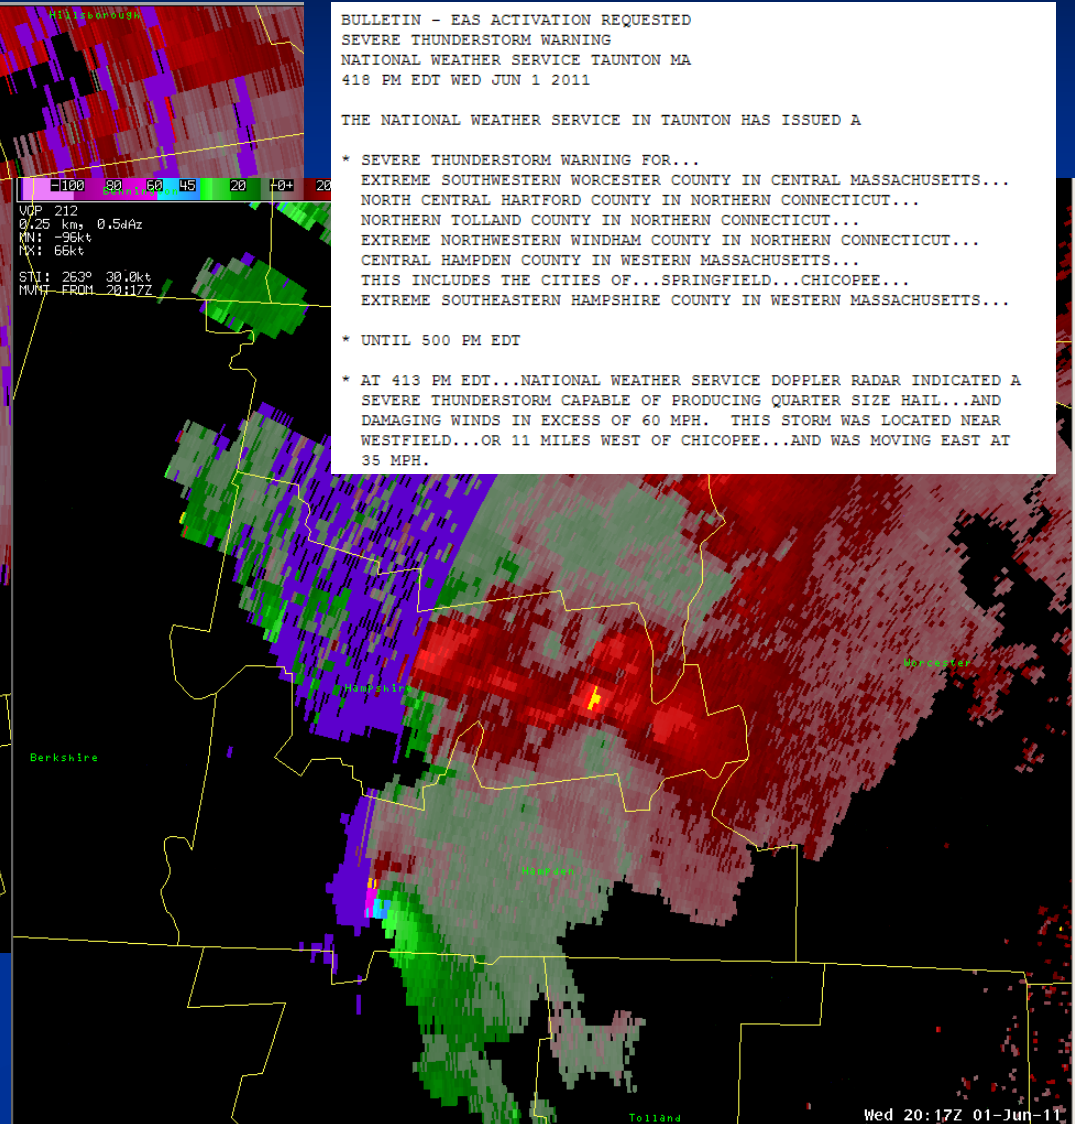 Hillsborough
BULLETIN - EAS ACTIVATION REQUESTED
SEVERE THUNDERSTORM WARNING
NATIONAL WEATHER SERVICE TAUNTON MA
418 PM EDT WED JUN 1 2011
THE NATIONAL WEATHER SERVICE IN TAUNTON HAS ISSUED A
* SEVERE THUNDERSTORM WARNING FOR...
EXTREME SOUTHWESTERN WORCESTER COUNTY IN CENTRAL MASSACHUSETTS...
NORTH CENTRAL HARTFORD COUNTY IN NORTHERN CONNECTICUT...
NORTHERN TOLLAND COUNTY IN NORTHERN CONNECTICUT...
EXTREME NORTHWESTERN WINDHAM COUNTY IN NORTHERN CONNECTICUT...
CENTRAL HAMPDEN COUNTY IN WESTERN MASSACHUSETTS...
THIS INCLUDES THE CITIES OF...SPRINGFIELD...CHICOPEE...
EXTREME SOUTHEASTERN HAMPSHIRE COUNTY IN WESTERN MASSACHUSETTS...
* UNTIL 500 PM EDT
* AT 413 PM EDT...NATIONAL WEATHER SERVICE DOPPLER RADAR INDICATED A
SEVERE THUNDERSTORM CAPABLE OF PRODUCING QUARTER SIZE HAIL...AND
DAMAGING WINDS IN EXCESS OF 60 MPH.  THIS STORM WAS LOCATED NEAR
WESTFIELD...OR 11 MILES WEST OF CHICOPEE...AND WAS MOVING EAST AT
35 MPH.
-100 80 60 45 20 -0+ 20
VCP 212
0.25 km, 0.5dAz
MN: -96kt
MX: 66kt
STI: 263° 30.0kt
MVMT FROM 20:17Z
Worcester
Hampshire
Berkshire
Hampden
Tolland
Wed 20:17Z 01-Jun-11